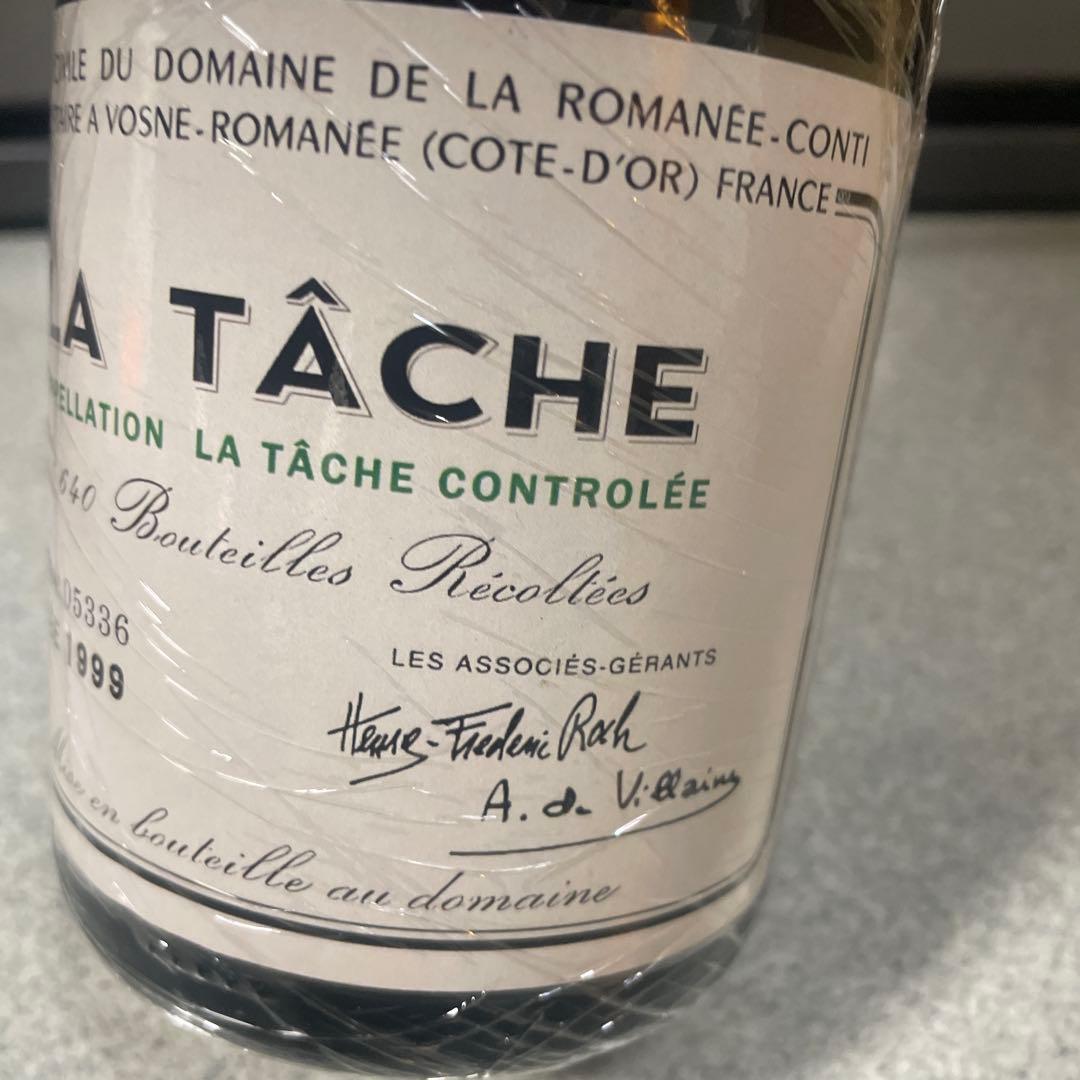 DU DOMAINE DE LA ROMANÉE-CONTI
A VOSNE-ROMANÉE (COTE-D'OR) FRANCE
LA TÂCHE
LA TÂCHE CONTROLÉE
640 Bouteilles Récoltées
05336
1999
LES ASSOCIÉS-GÉRANTS
Henry-Frédéric Roch
A. de Villaine
en bouteille au domaine